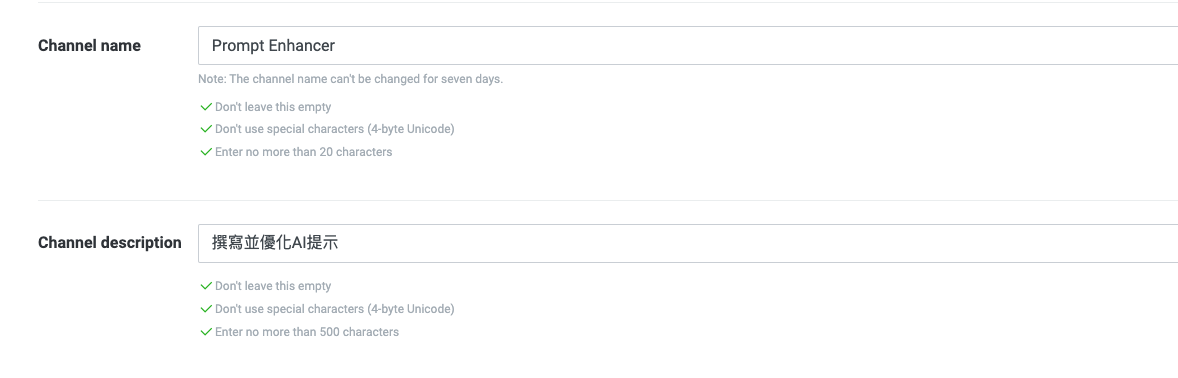 Channel name
Prompt Enhancer
Note: The channel name can't be changed for seven days.
Don't leave this empty
Don't use special characters (4-byte Unicode)
Enter no more than 20 characters
Channel description
撰寫並優化AI提示
Don't leave this empty
Don't use special characters (4-byte Unicode)
Enter no more than 500 characters